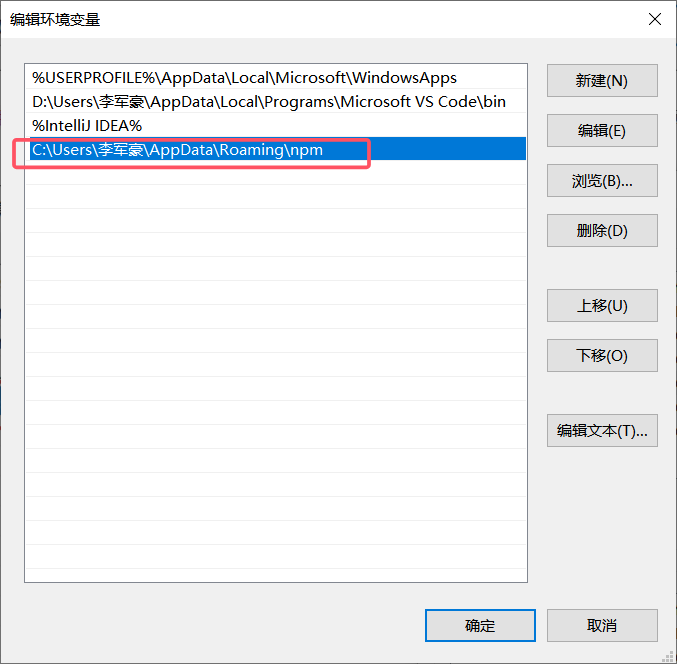 编辑环境变量
%USERPROFILE%\AppData\Local\Microsoft\WindowsApps
D:\Users\李军豪\AppData\Local\Programs\Microsoft VS Code\bin
%IntelliJ IDEA%
C:\Users\李军豪\AppData\Roaming\npm
新建(N)
编辑(E)
浏览(B)...
删除(D)
上移(U)
下移(O)
编辑文本(T)...
确定
取消